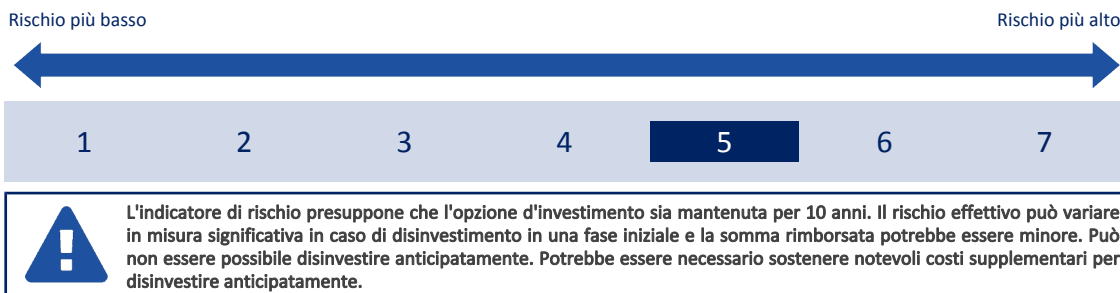 Rischio più basso Rischio più alto
1 2 3 4 5 6 7
L'indicatore di rischio presuppone che l'opzione d'investimento sia mantenuta per 10 anni. Il rischio effettivo può variare
in misura significativa in caso di disinvestimento in una fase iniziale e la somma rimborsata potrebbe essere minore. Può
non essere possibile disinvestire anticipatamente. Potrebbe essere necessario sostenere notevoli costi supplementari per
disinvestire anticipatamente.